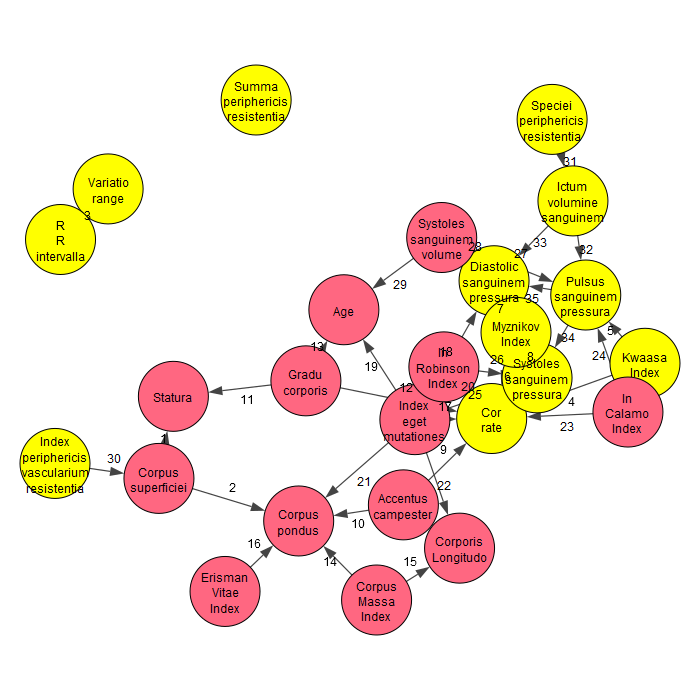 Summa
periphericis
resistentia
Speciei
periphericis
resistentia
31
Variatio
range
3
R
R
intervalla
Ictum
volumine
sanguinem
33
32
Systoles
sanguinem
volume
28
27
29
Diastolic
sanguinem
pressura
35
Pulsus
sanguinem
pressura
Age
7
Myznikov
Index
5
34
13
18
8
24
In
Robinson
Index
26
19
6
Systoles
sanguinem
pressura
Kwaasa
Index
Gradu
corporis
12
20
25
11
17
4
Statura
Index
eget
mutationes
Cor
rate
23
In
Calamo
Index
1
9
Index
periphericis
vascularium
resistentia
30
Corpus
superficiei
2
21
22
Accentus
campester
10
Corpus
pondus
16
14
15
Corporis
Longitudo
Erisman
Vitae
Index
Corpus
Massa
Index